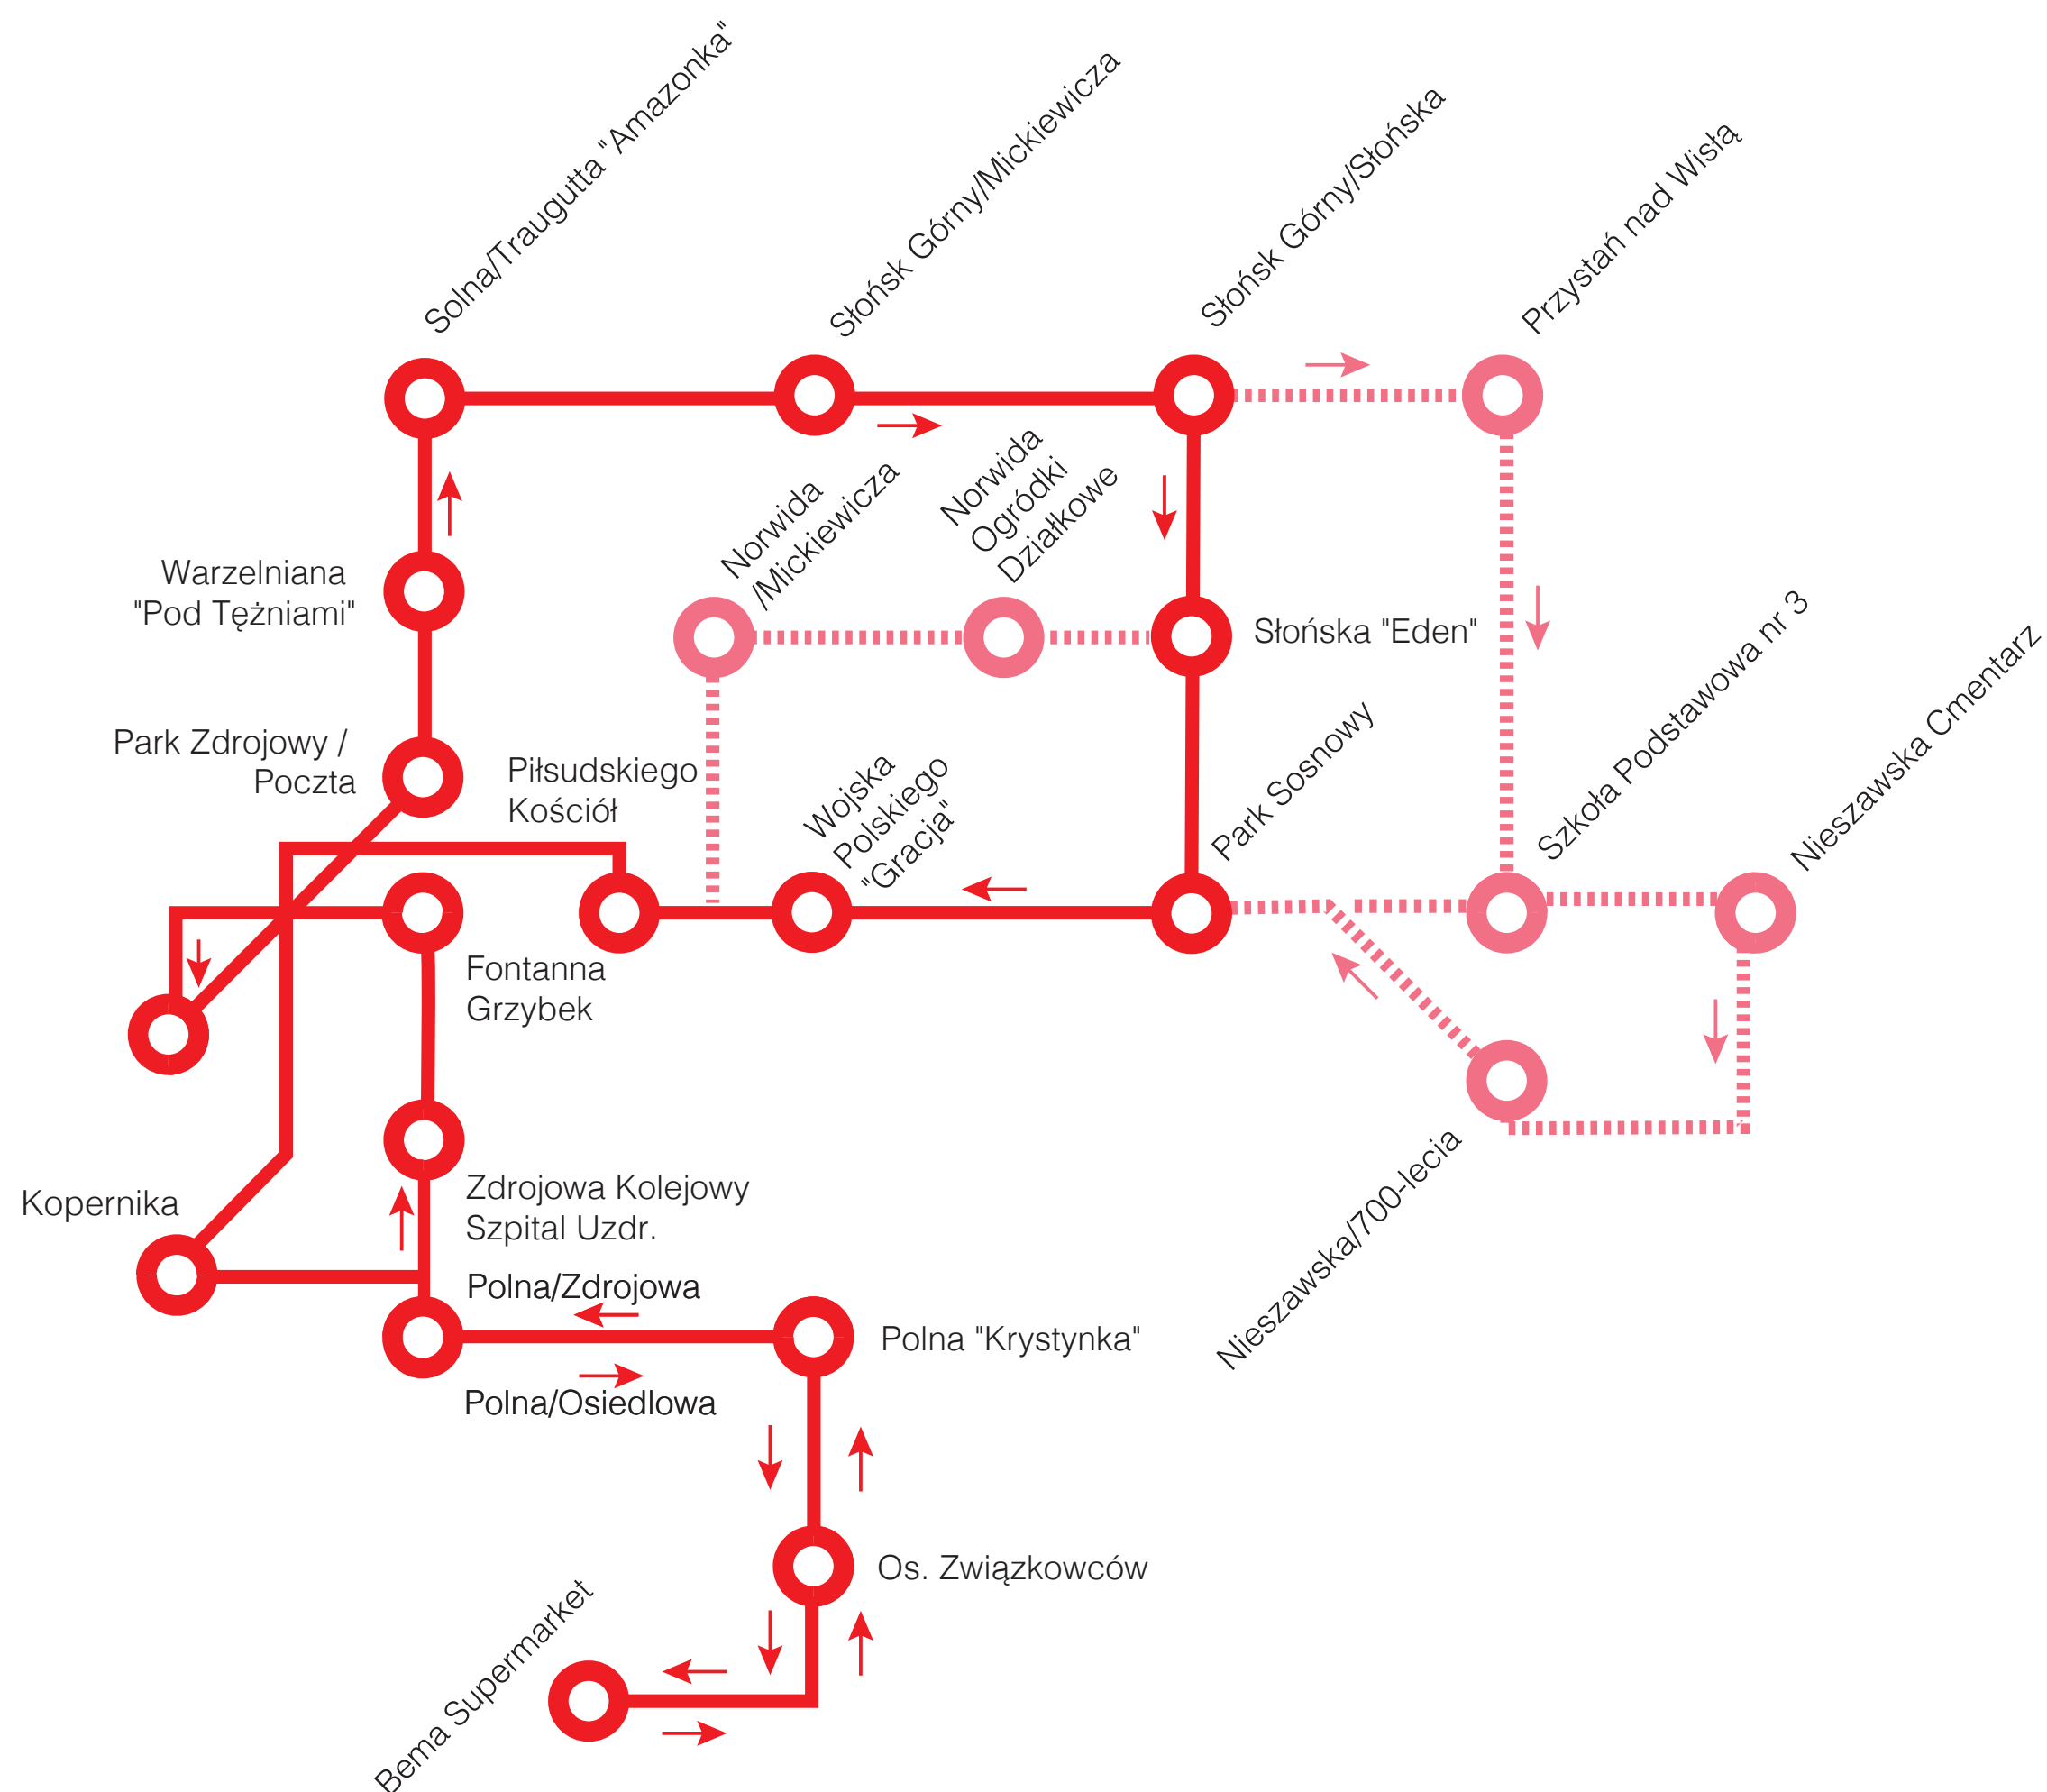 Solna/Traugutta "Amazonka"
Słońsk Górny/Mickiewicza
Słońsk Górny/Słońska
Przystań nad Wisłą
Norwida
/Mickiewicza
Norwida
Ogródki
Działkowe
Warzelniana
"Pod Tężniami"
Słońska "Eden"
Park Zdrojowy /
Poczta
Piłsudskiego
Kościół
Wojska
Polskiego
"Gracja"
Park Sosnowy
Szkoła Podstawowa nr 3
Nieszawska Cmentarz
Fontanna
Grzybek
Kopernika
Zdrojowa Kolejowy
Szpital Uzdr.
Nieszawska/700-lecia
Polna/Zdrojowa
Polna "Krystynka"
Polna/Osiedlowa
Os. Związkowców
Bema Supermarket